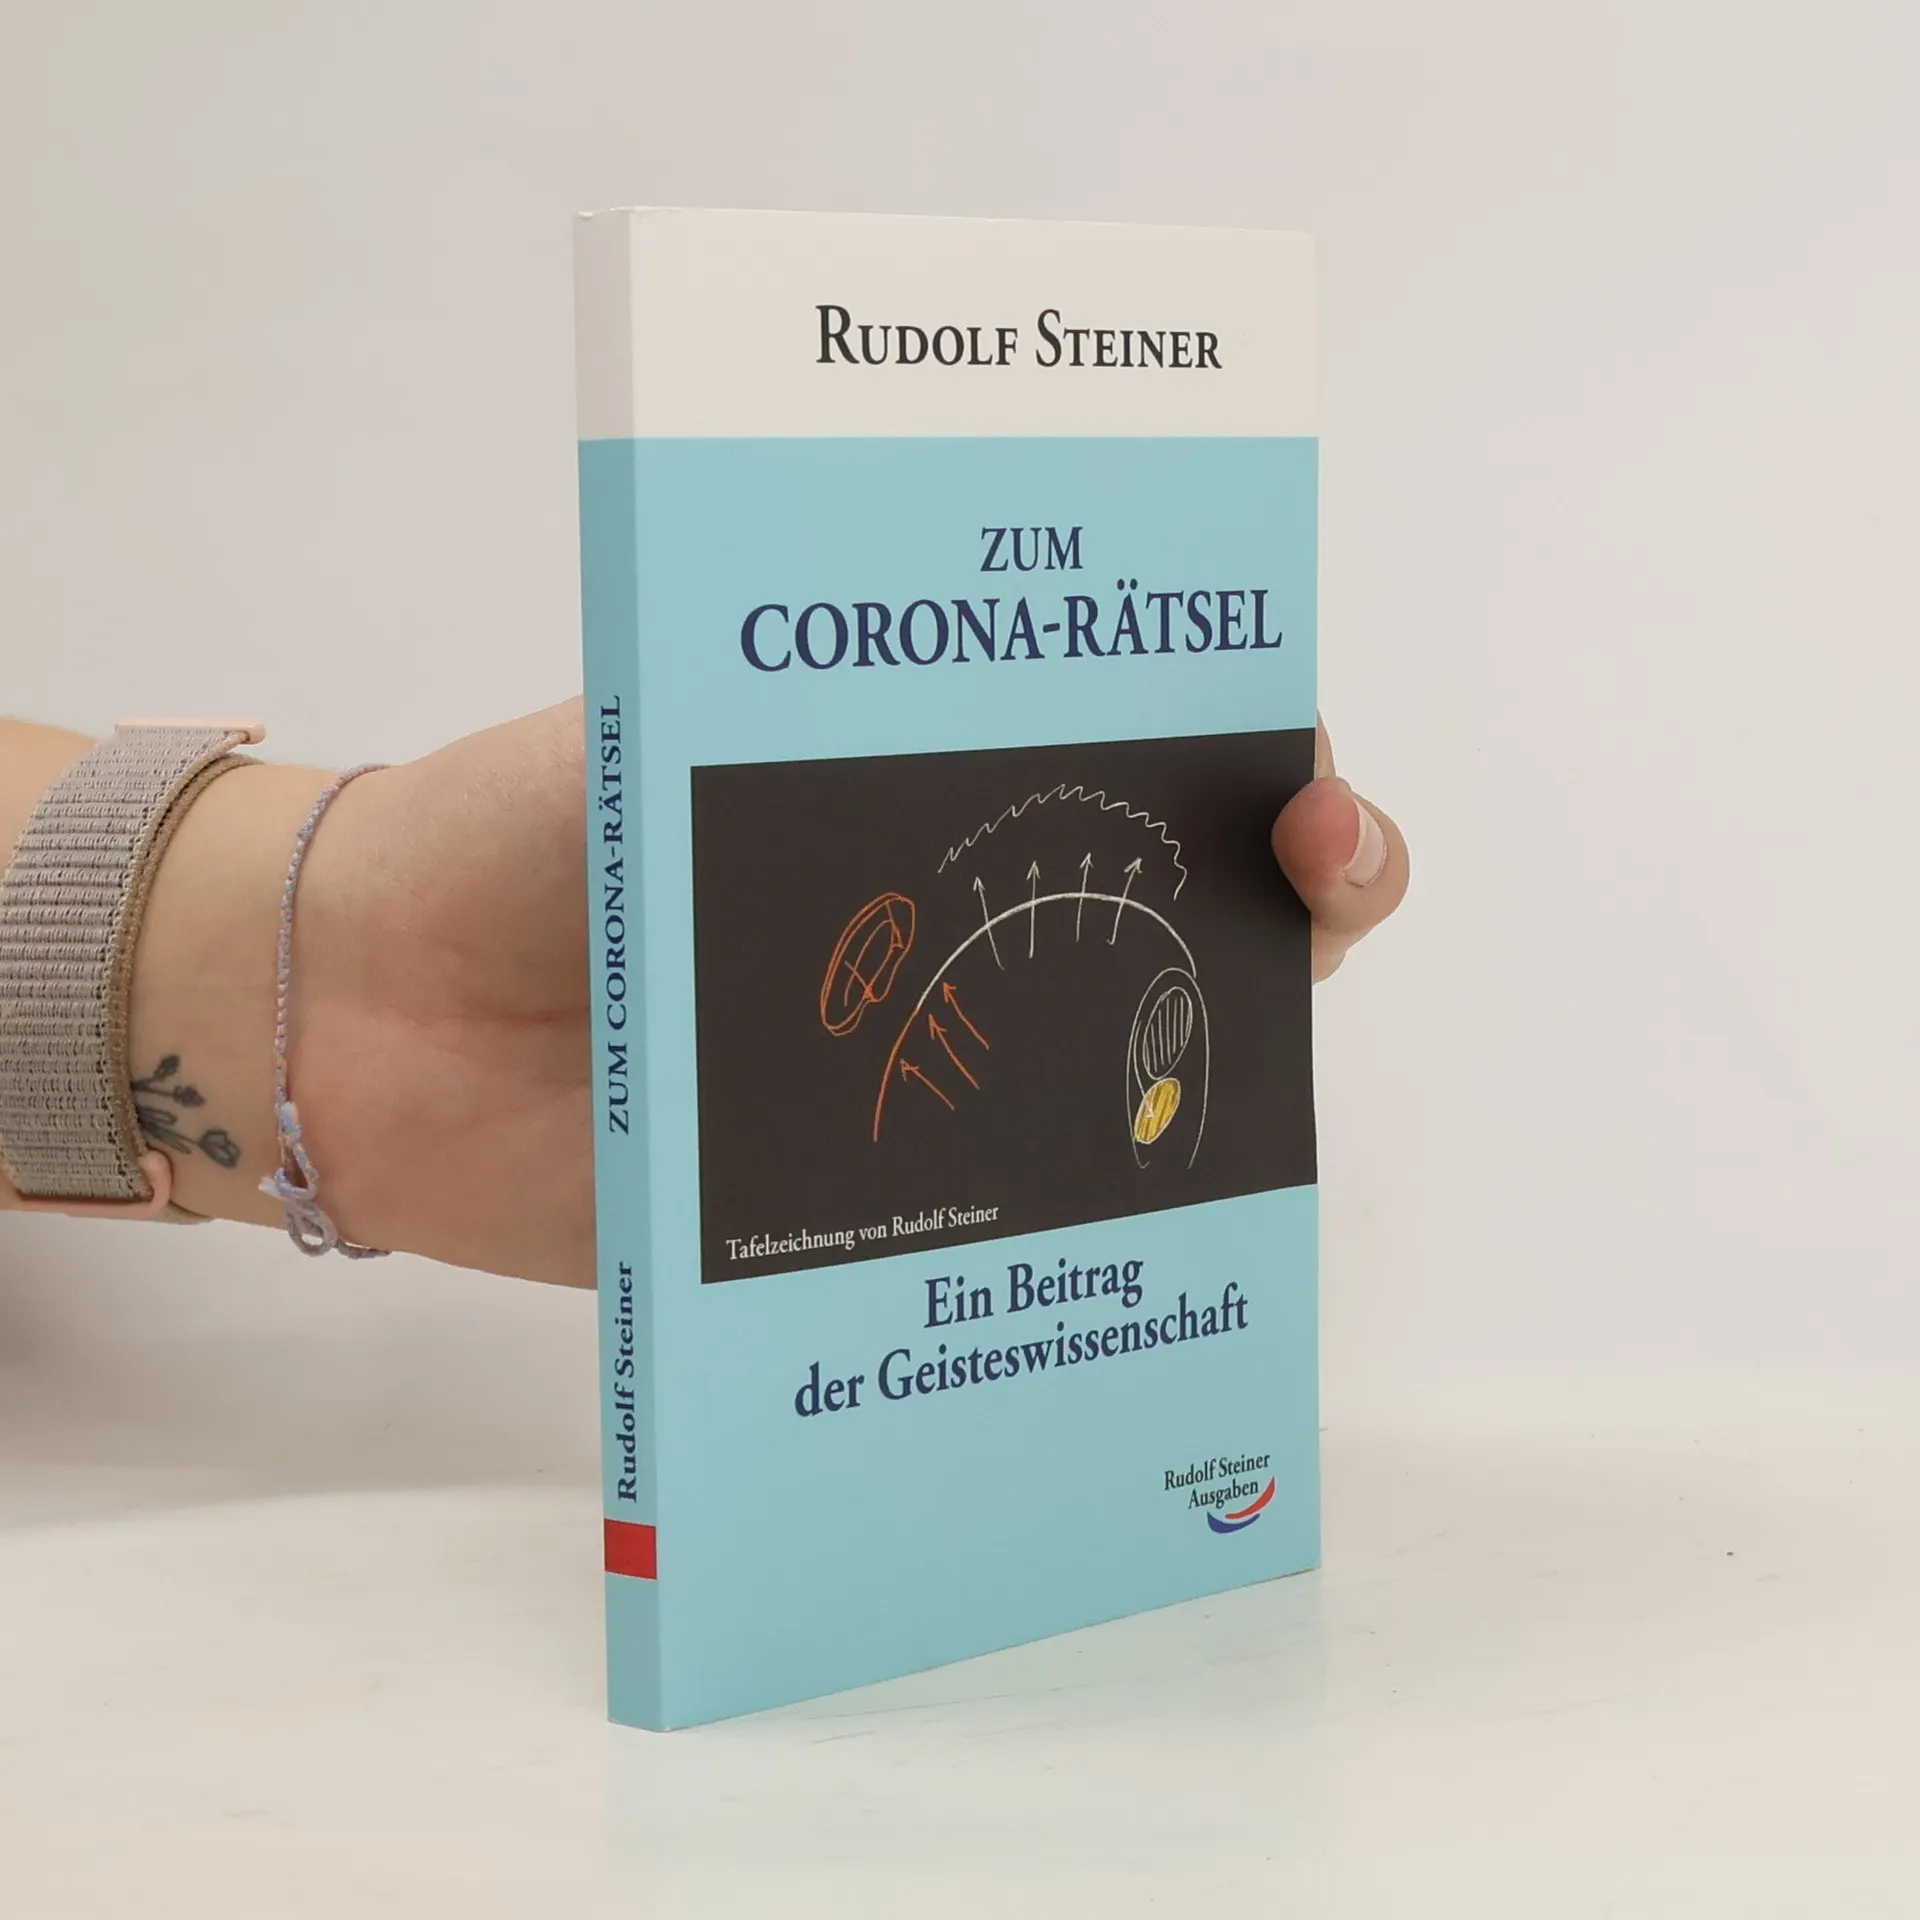 RUDOLF STEINER
ZUM
CORONA-RÄTSEL
Tafelzeichnung von Rudolf Steiner
Ein Beitrag
der Geisteswissenschaft
Rudolf Steiner
Ausgaben
Rudolf Steiner ZUM CORONA-RÄTSEL